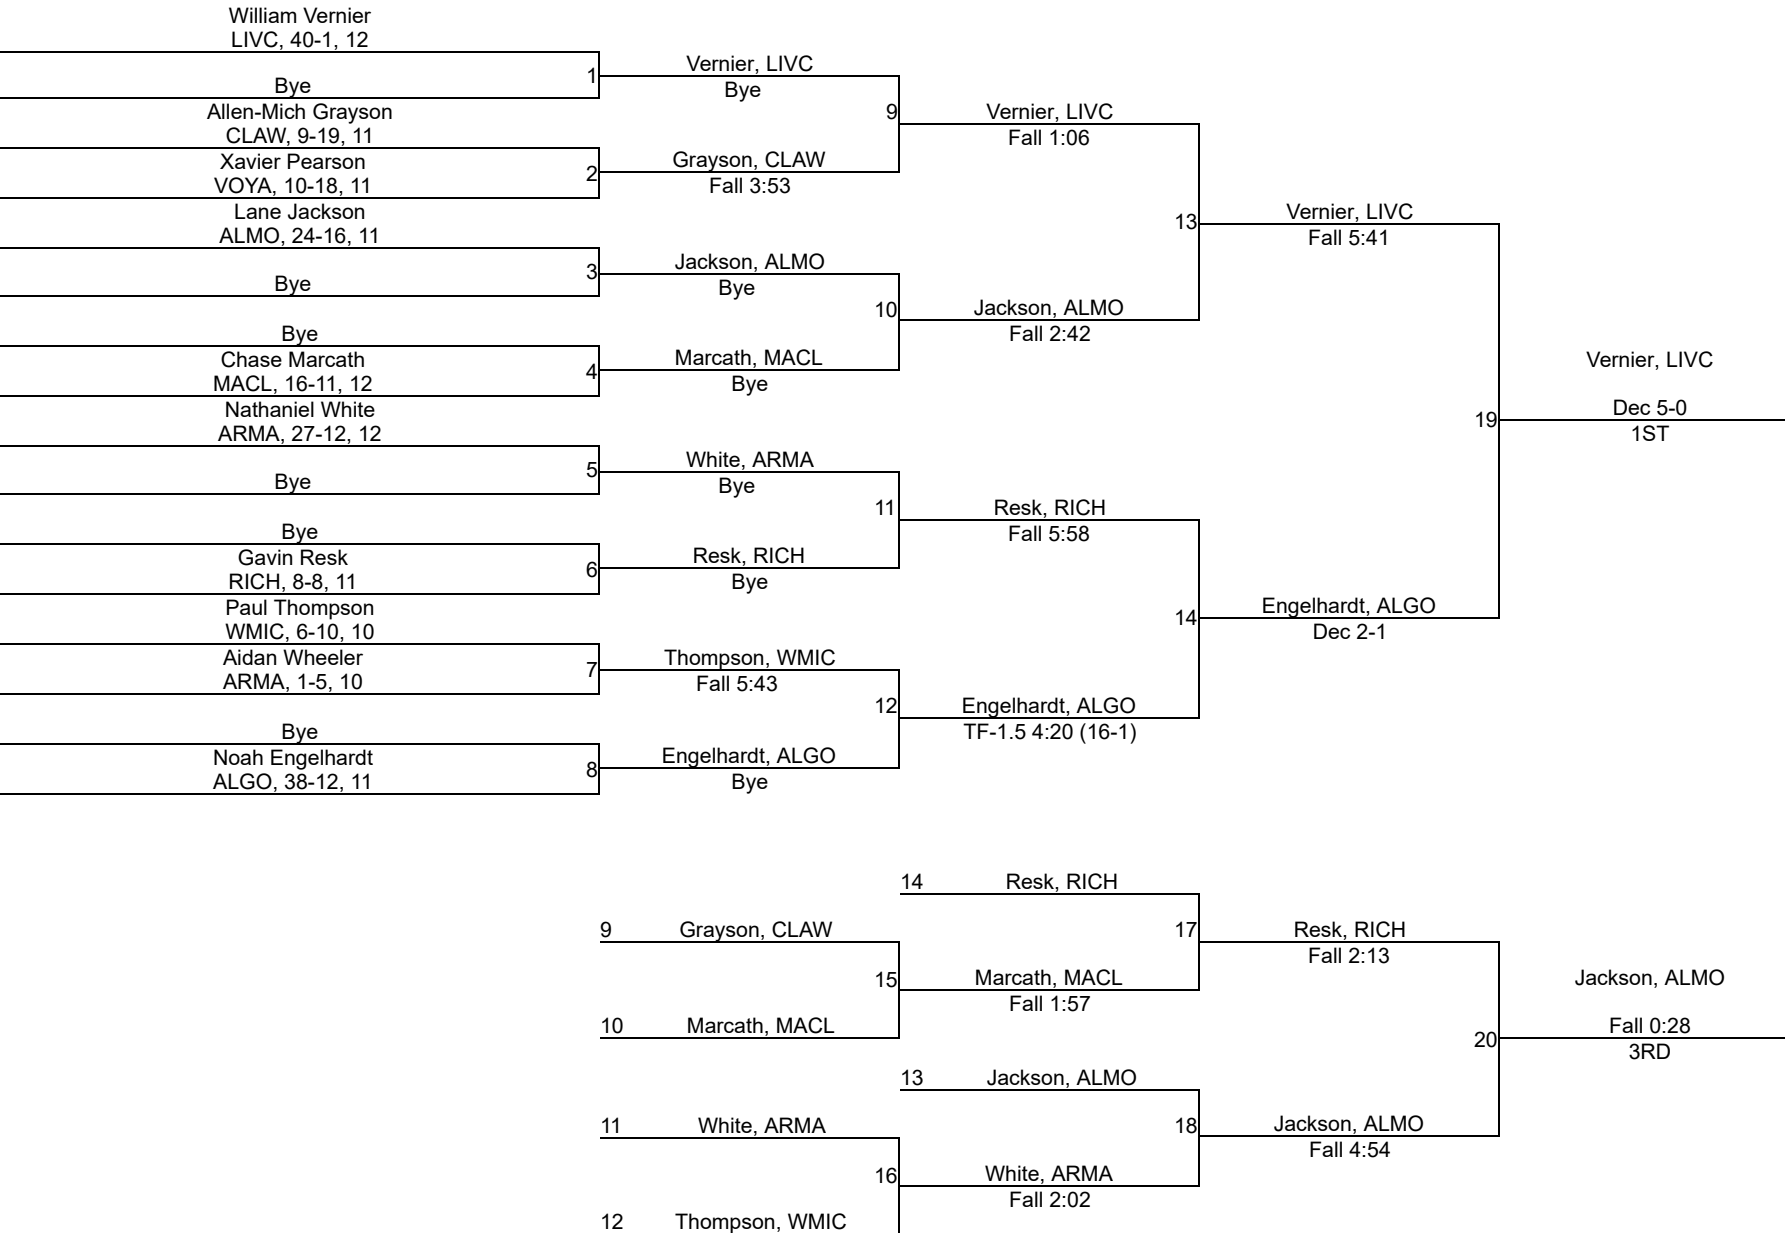 William Vernier
LIVC, 40-1, 12
Bye
1
Allen-Mich Grayson
CLAW, 9-19, 11
Xavier Pearson
VOYA, 10-18, 11
2
Lane Jackson
ALMO, 24-16, 11
Bye
3
Bye
Chase Marcath
MACL, 16-11, 12
4
Nathaniel White
ARMA, 27-12, 12
Bye
5
Bye
Gavin Resk
RICH, 8-8, 11
6
Paul Thompson
WMIC, 6-10, 10
Aidan Wheeler
ARMA, 1-5, 10
7
Bye
Noah Engelhardt
ALGO, 38-12, 11
8
Vernier, LIVC
Bye
9
Grayson, CLAW
Fall 3:53
Jackson, ALMO
Bye
10
Marcath, MACL
Bye
White, ARMA
Bye
11
Resk, RICH
Bye
Thompson, WMIC
Fall 5:43
12
Engelhardt, ALGO
Bye
Vernier, LIVC
Fall 1:06
13
Jackson, ALMO
Fall 2:42
Resk, RICH
Fall 5:58
14
Engelhardt, ALGO
TF-1.5 4:20 (16-1)
Vernier, LIVC
Fall 5:41
19
Engelhardt, ALGO
Dec 2-1
Vernier, LIVC
Dec 5-0
1ST
9 Grayson, CLAW
15
10 Marcath, MACL
11 White, ARMA
16
12 Thompson, WMIC
14 Resk, RICH
17
Marcath, MACL
Fall 1:57
13 Jackson, ALMO
18
White, ARMA
Fall 2:02
Resk, RICH
Fall 2:13
20
Jackson, ALMO
Fall 4:54
Jackson, ALMO
Fall 0:28
3RD